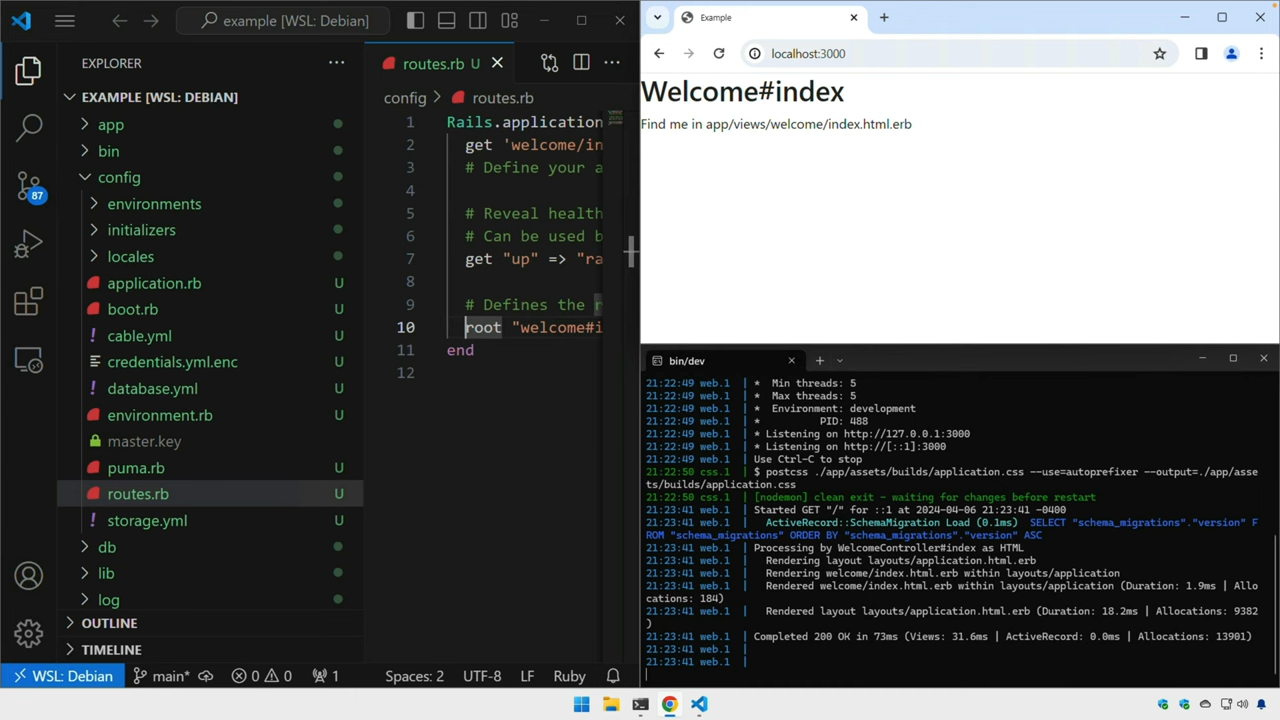 example [WSL: Debian]
EXPLORER
EXAMPLE [WSL: DEBIAN]
app
bin
config
environments
initializers
locales
application.rb U
boot.rb U
! cable.yml U
credentials.yml.enc U
! database.yml U
environment.rb U
master.key
puma.rb U
routes.rb U
! storage.yml U
db
lib
log
OUTLINE
TIMELINE
87
routes.rb U
config > routes.rb
1 Rails.application
2 get 'welcome/in
3 # Define your a
4
5 # Reveal health
6 # Can be used b
7 get "up" => "ra
8
9 # Defines the r
10 root "welcome#i
11 end
12
WSL: Debian main* 0 0 1 Spaces: 2 UTF-8 LF Ruby
Example
localhost:3000
Welcome#index
Find me in app/views/welcome/index.html.erb
bin/dev
21:22:49 web.1 | * Min threads: 5
21:22:49 web.1 | * Max threads: 5
21:22:49 web.1 | * Environment: development
21:22:49 web.1 | * PID: 488
21:22:49 web.1 | * Listening on http://127.0.0.1:3000
21:22:49 web.1 | * Listening on http://[::1]:3000
21:22:49 web.1 | Use Ctrl-C to stop
21:22:50 css.1 | $ postcss ./app/assets/builds/application.css --use=autoprefixer --output=./app/asse
ts/builds/application.css
21:22:50 css.1 | [nodemon] clean exit - waiting for changes before restart
21:23:41 web.1 | Started GET "/" for ::1 at 2024-04-06 21:23:41 -0400
21:23:41 web.1 | ActiveRecord::SchemaMigration Load (0.1ms) SELECT "schema_migrations"."version" F
ROM "schema_migrations" ORDER BY "schema_migrations"."version" ASC
21:23:41 web.1 | Processing by WelcomeController#index as HTML
21:23:41 web.1 | Rendering layout layouts/application.html.erb
21:23:41 web.1 | Rendering welcome/index.html.erb within layouts/application
21:23:41 web.1 | Rendered welcome/index.html.erb within layouts/application (Duration: 1.9ms | Allo
cations: 184)
21:23:41 web.1 | Rendered layout layouts/application.html.erb (Duration: 18.2ms | Allocations: 9382
)
21:23:41 web.1 | Completed 200 OK in 73ms (Views: 31.6ms | ActiveRecord: 0.0ms | Allocations: 13901)
21:23:41 web.1 |
21:23:41 web.1 |